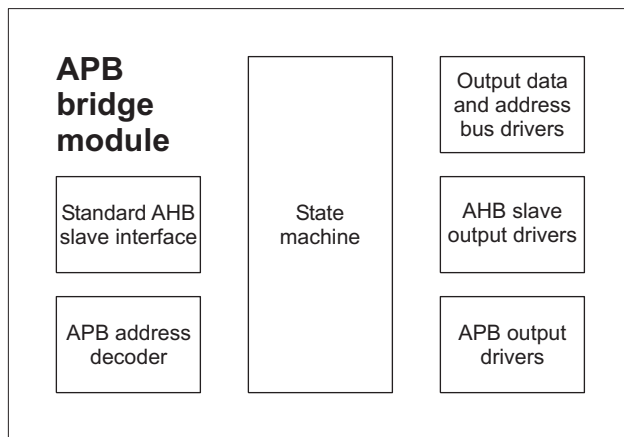 APB
bridge
module
Standard AHB
slave interface
APB address
decoder
State
machine
Output data
and address
bus drivers
AHB slave
output drivers
APB output
drivers